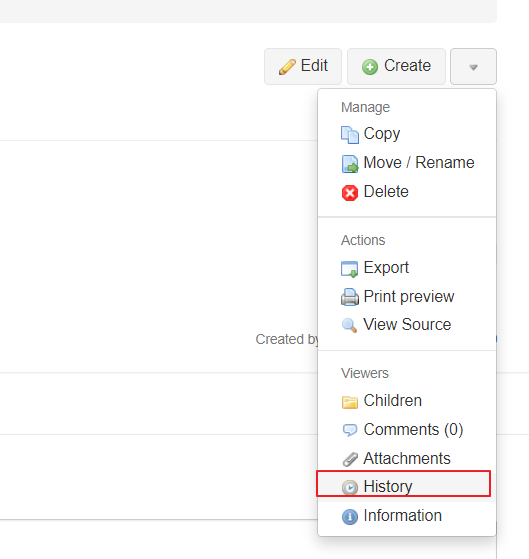 Edit Create
Manage
Copy
Move / Rename
Delete
Actions
Export
Print preview
View Source
Created by
Viewers
Children
Comments (0)
Attachments
History
Information